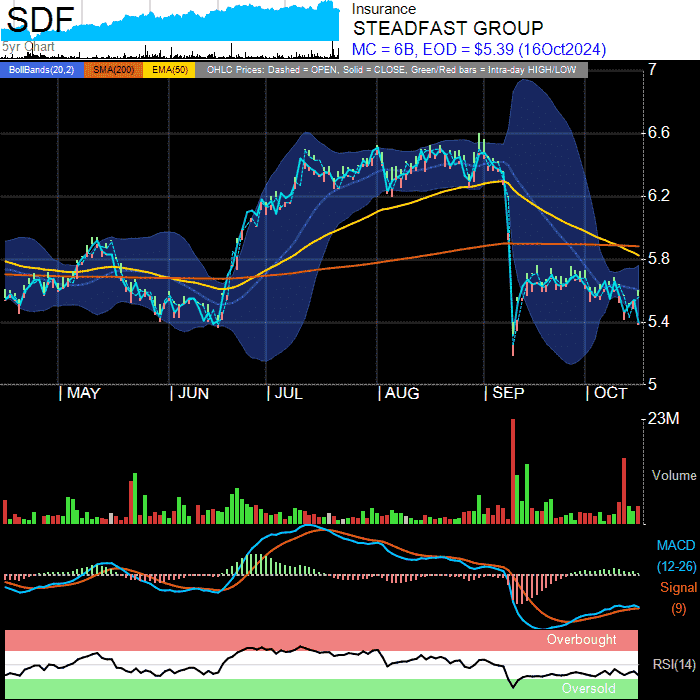 SDF
5yr Chart
Insurance
STEADFAST GROUP
MC = 6B, EOD = $5.39 (16Oct2024)
BollBands(20,2) SMA(200) EMA(50) OHLC Prices: Dashed = OPEN, Solid = CLOSE, Green/Red bars = Intra-day HIGH/LOW
7
6.6
6.2
5.8
5.4
5
MAY JUN JUL AUG SEP OCT
23M
Volume
MACD
(12-26)
Signal
(9)
Overbought
RSI(14)
Oversold